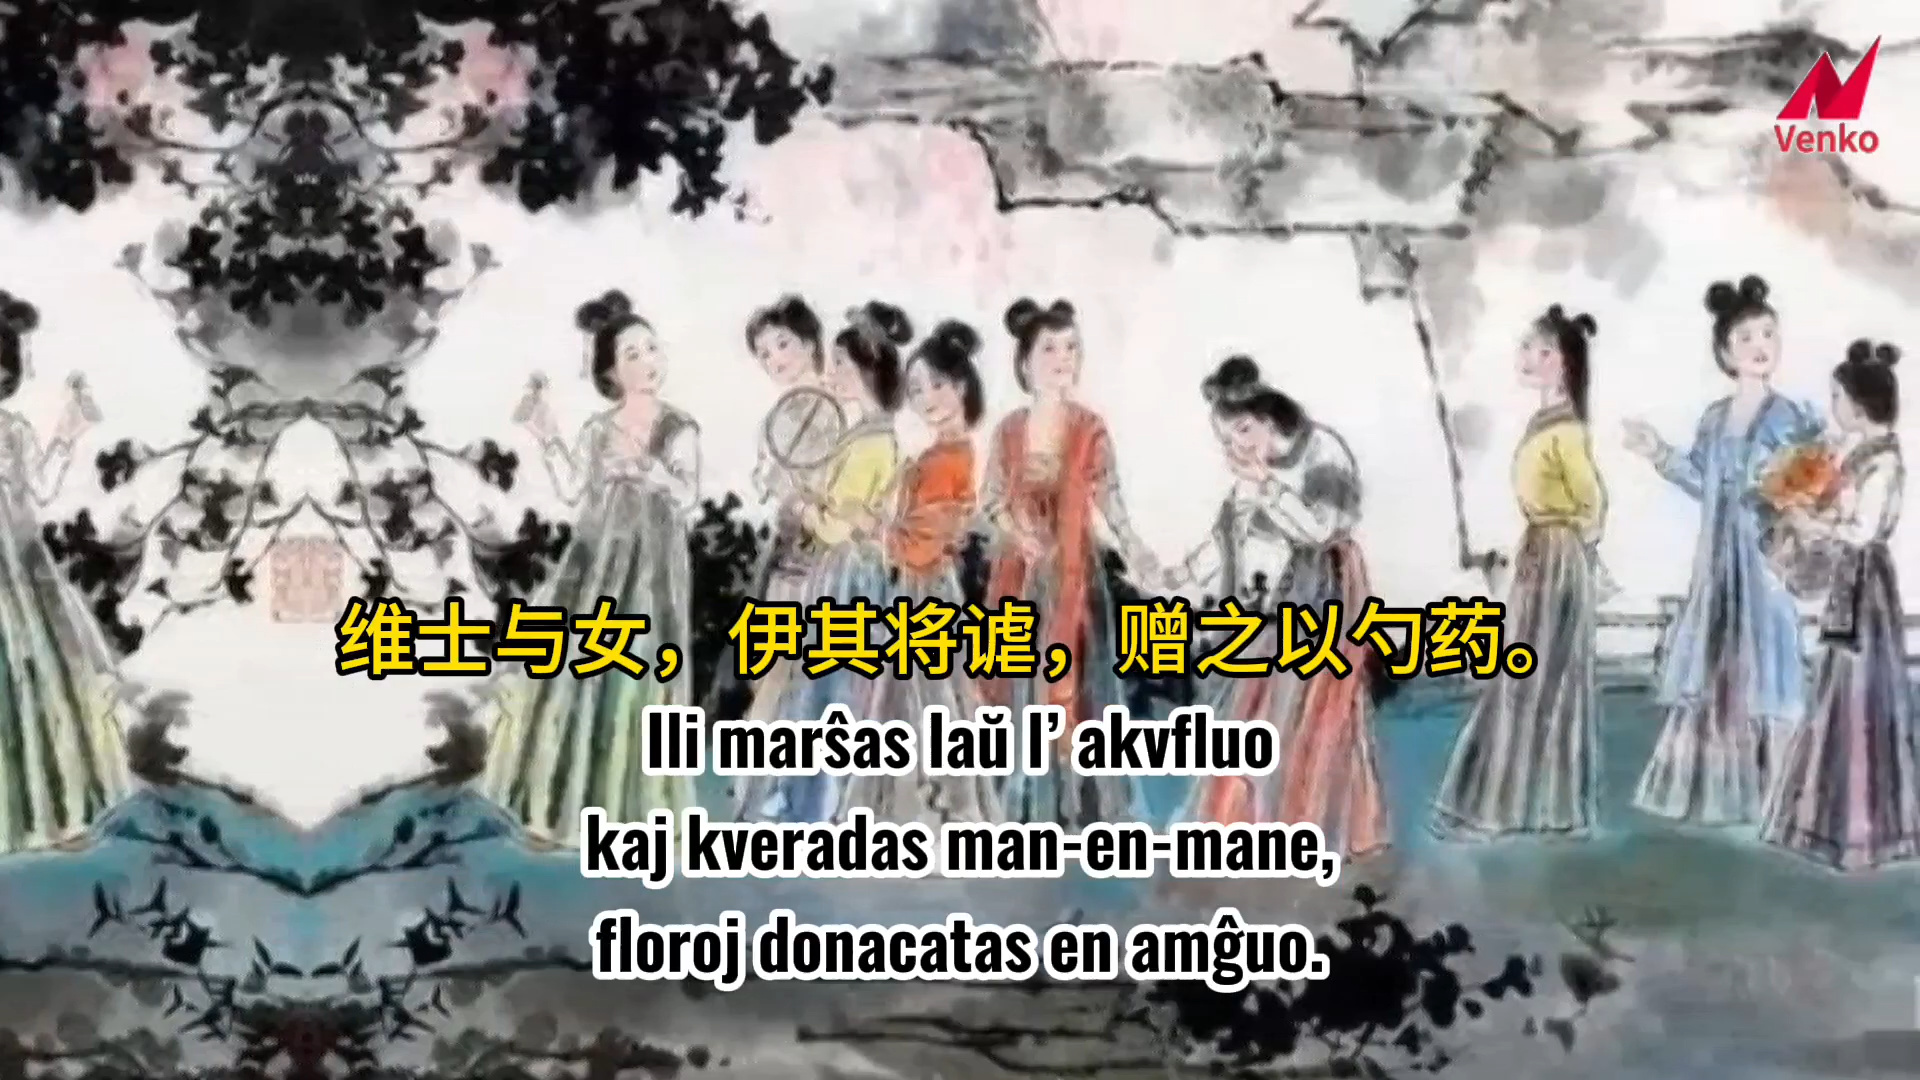 Venko
维士与女，伊其将谑，赠之以勺药。
Ili marŝas laŭ l’ akvfluo
kaj kveradas man-en-mane,
floroj donacatas en amĝuo.